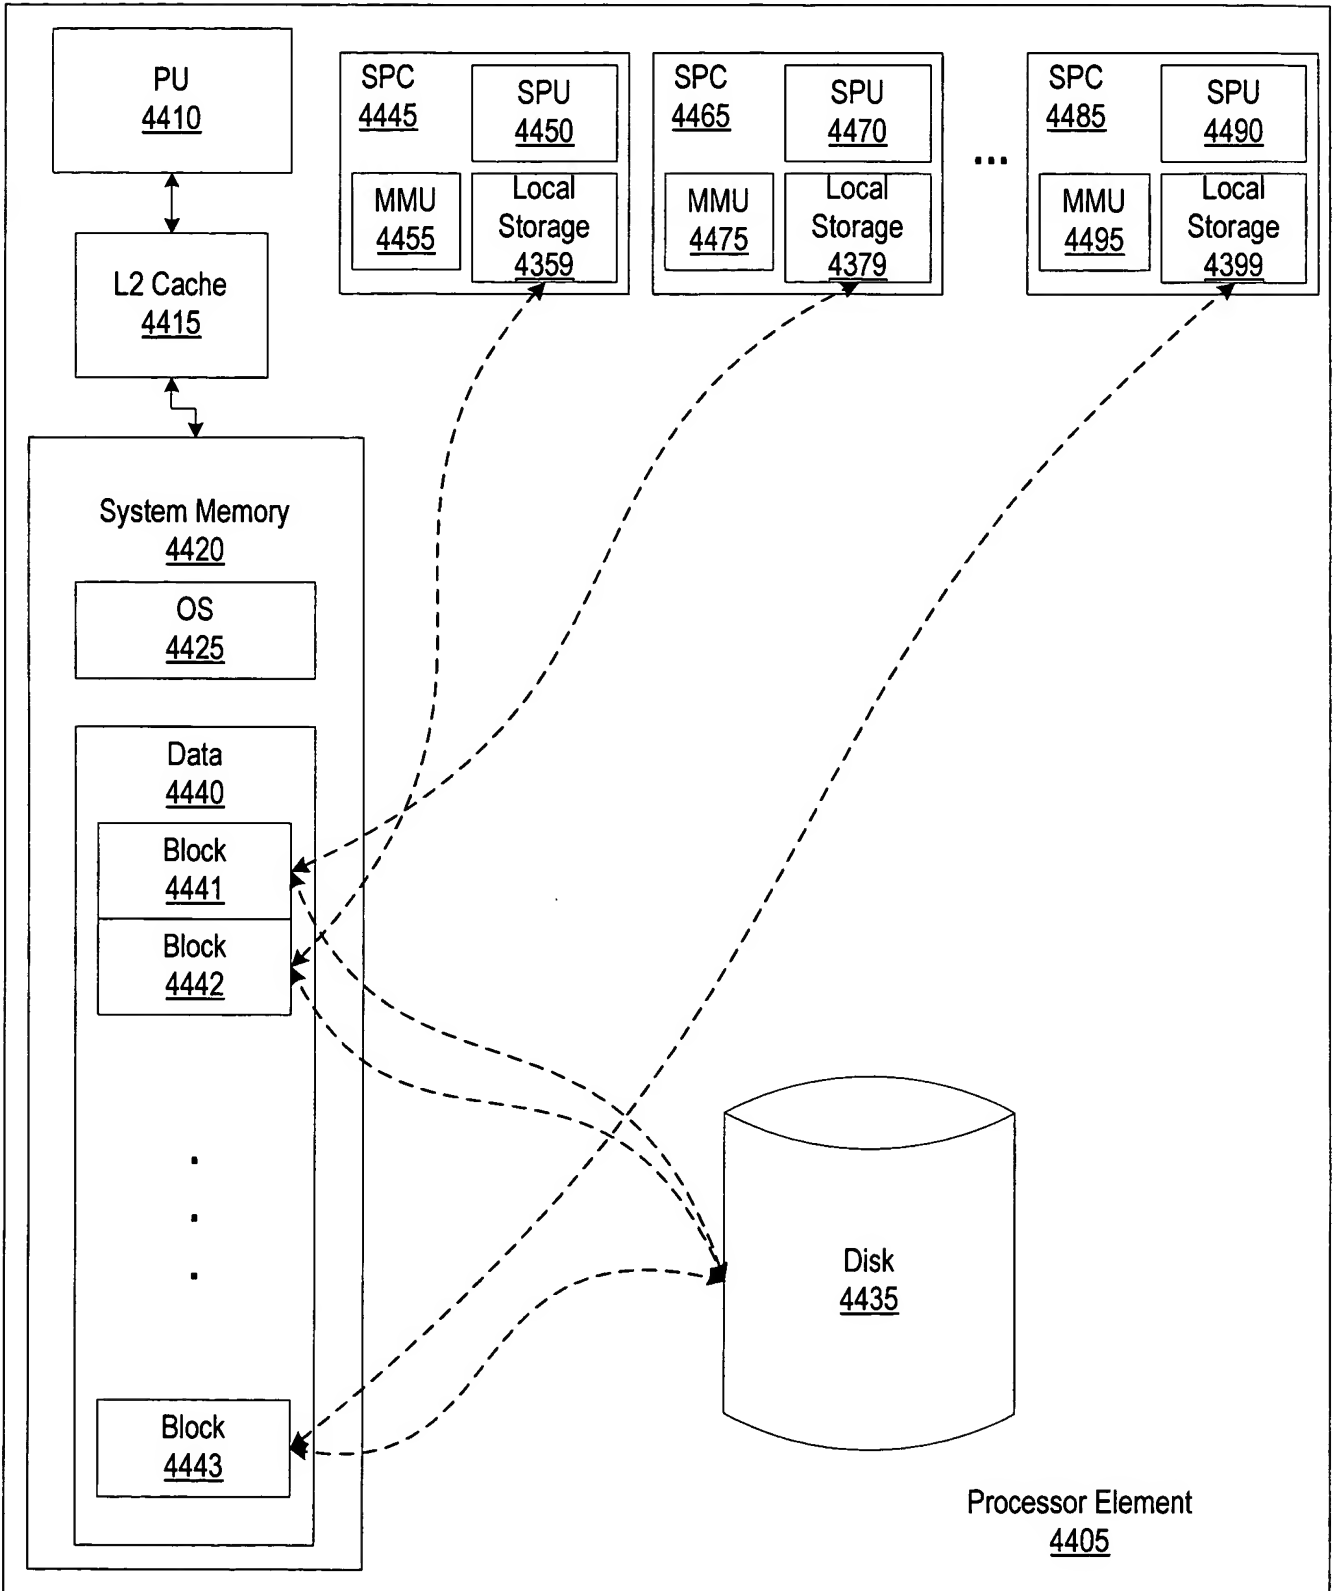 PU
4410
L2 Cache
4415
System Memory
4420
OS
4425
Data
4440
Block
4441
Block
4442
Block
4443
SPC
4445
SPU
4450
MMU
4455
Local
Storage
4359
SPC
4465
SPU
4470
MMU
4475
Local
Storage
4379
...
SPC
4485
SPU
4490
MMU
4495
Local
Storage
4399
Disk
4435
Processor Element
4405